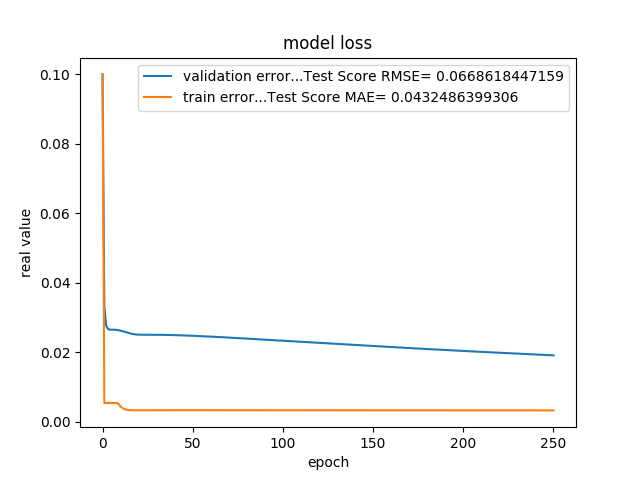 model loss
validation error...Test Score RMSE= 0.0668618447159
train error...Test Score MAE= 0.0432486399306
real value
0.10
0.08
0.06
0.04
0.02
0.00
0 50 100 150 200 250
epoch